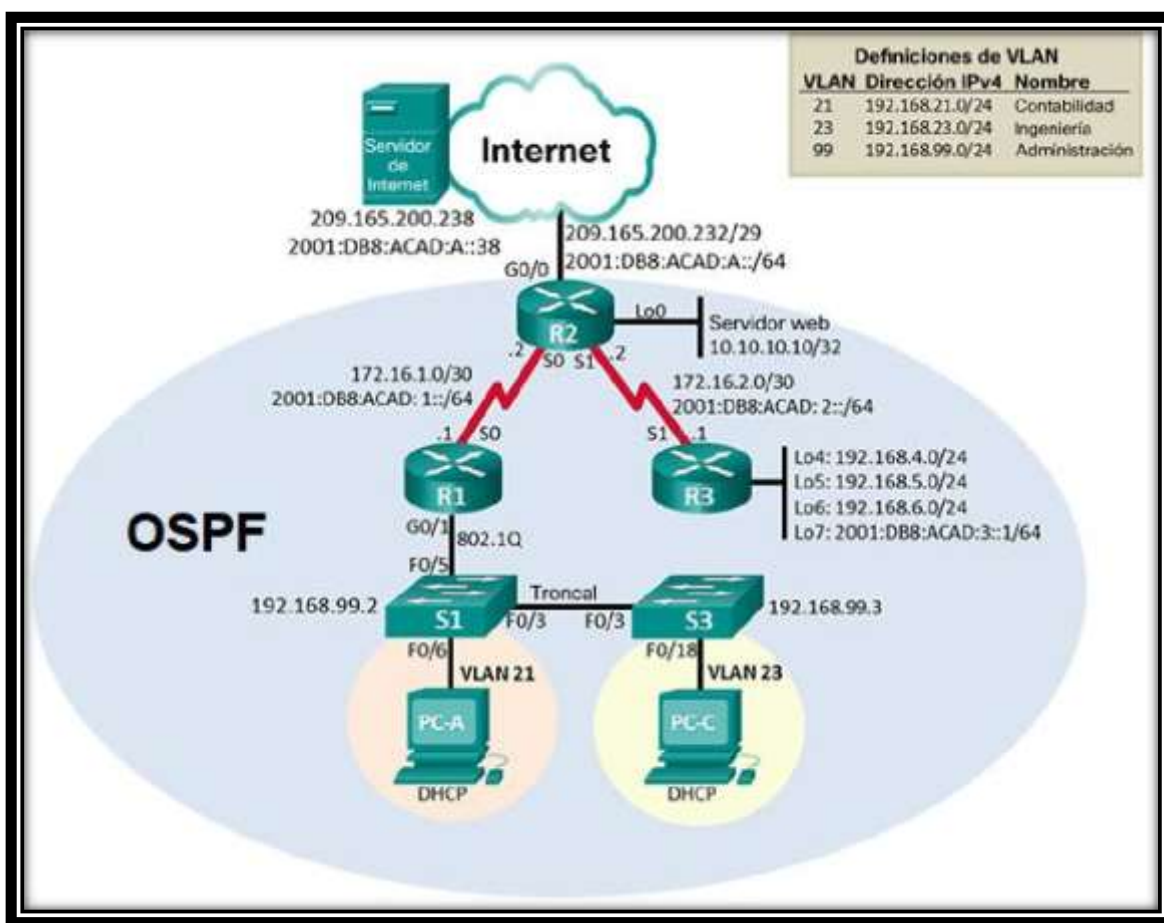 Definiciones de VLAN
VLAN Dirección IPv4 Nombre
21 192.168.21.0/24 Contabilidad
23 192.168.23.0/24 Ingeniería
99 192.168.99.0/24 Administración
Servidor
de
Internet
Internet
209.165.200.238
2001:DB8:ACAD:A::38
209.165.200.232/29
2001:DB8:ACAD:A::/64
G0/0
R2
Lo0
Servidor web
10.10.10.10/32
.2 S0 S1 .2
172.16.1.0/30
2001:DB8:ACAD: 1::/64
172.16.2.0/30
2001:DB8:ACAD: 2::/64
.1 S0
S1 .1
R1
R3
Lo4: 192.168.4.0/24
Lo5: 192.168.5.0/24
Lo6: 192.168.6.0/24
Lo7: 2001:DB8:ACAD:3::1/64
OSPF
G0/1
802.1Q
F0/5
192.168.99.2
S1
Troncal
F0/3 F0/3
S3
192.168.99.3
F0/6
VLAN 21
F0/18
VLAN 23
PC-A
DHCP
PC-C
DHCP